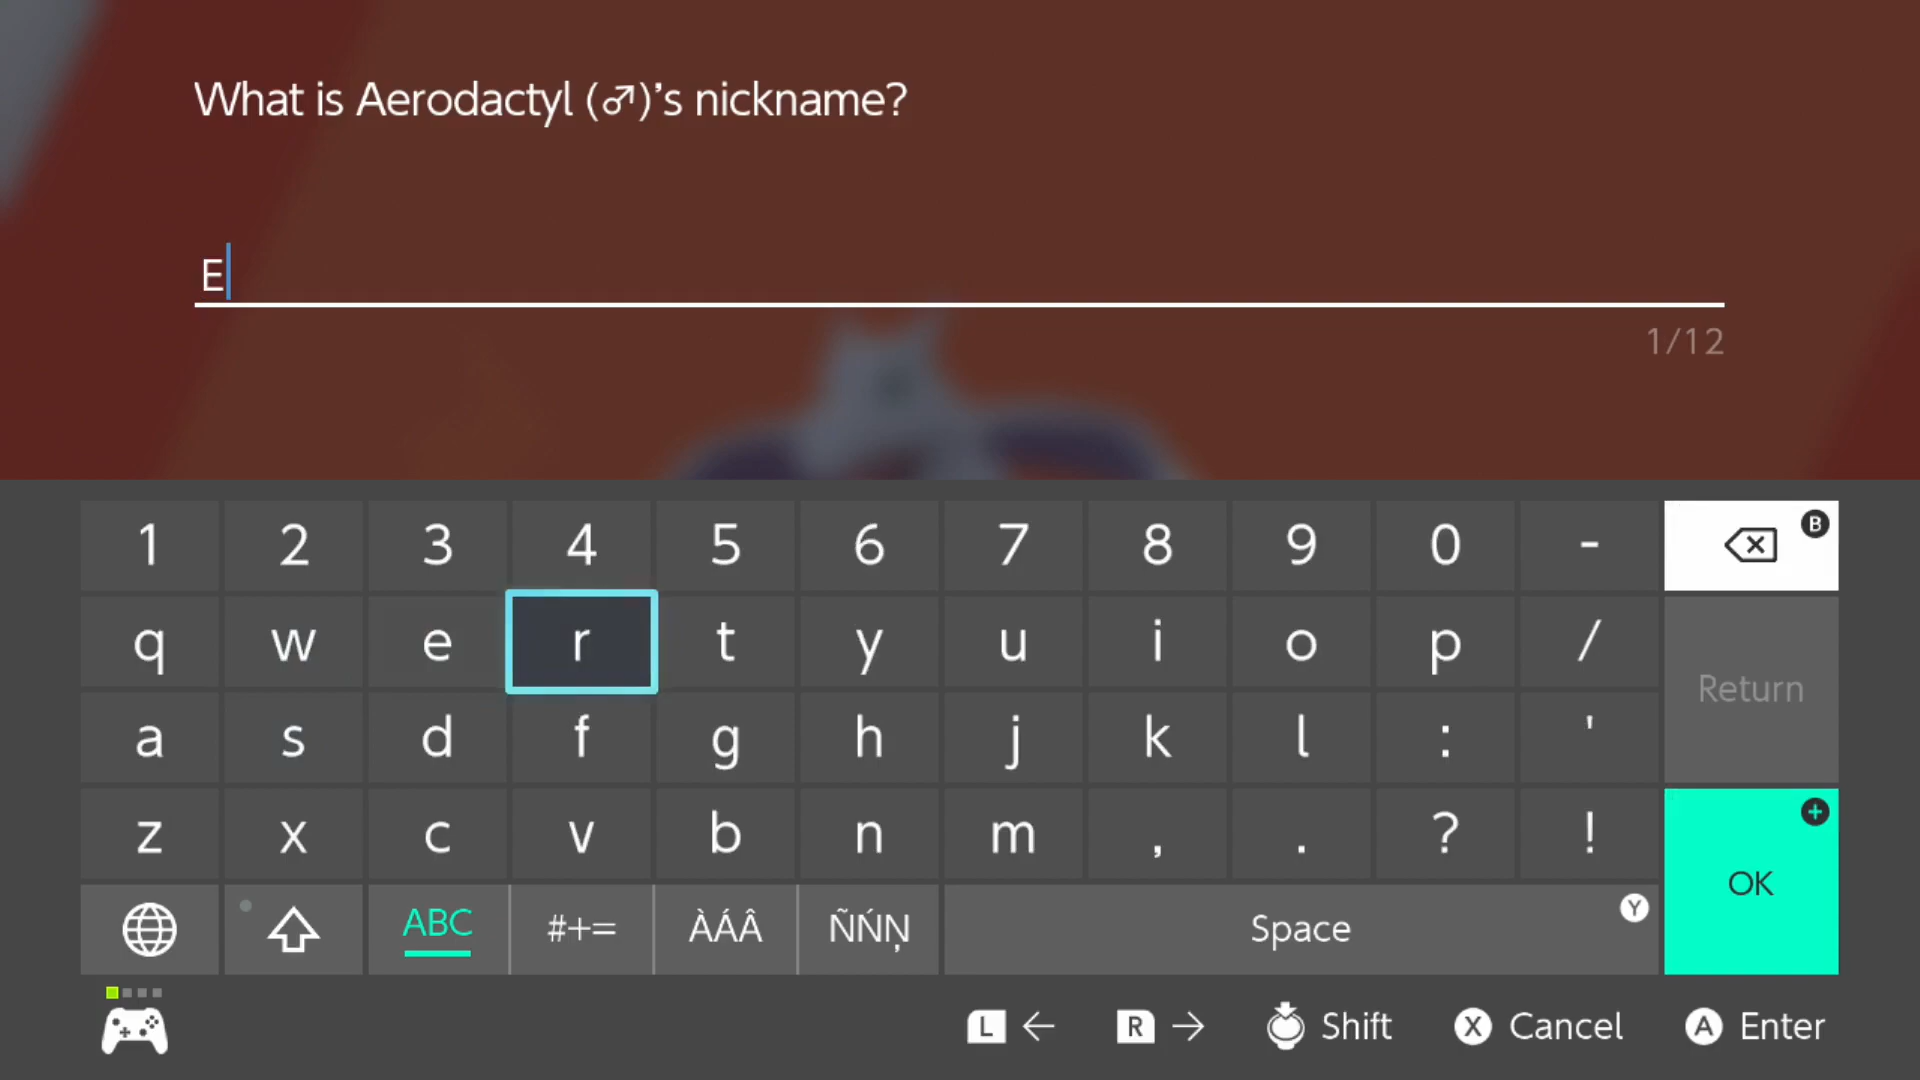 What is Aerodactyl (♂)’s nickname?
E
1/12
1 2 3 4 5 6 7 8 9 0 - B
q w e r t y u i o p / Return
a s d f g h j k l : '
z x c v b n m , . ? ! + OK
ABC #+= ÀÁÂ ÑŃŅ Space Y
L ← R → Shift X Cancel A Enter